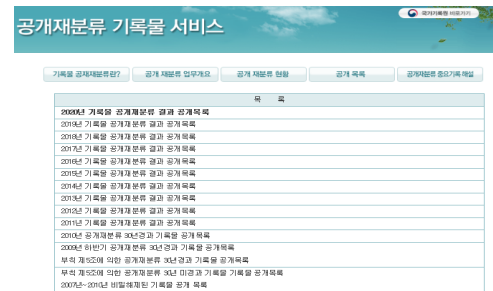 국가기록원 바로가기
공개재분류 기록물 서비스
기록물 공개재분류란?
공개 재분류 업무개요
공개 재분류 현황
공개 목록
공개재분류 중요기록 해설
목 록
2020년 기록물 공개재분류 결과 공개목록
2019년 기록물 공개재분류 결과 공개목록
2018년 기록물 공개재분류 결과 공개목록
2017년 기록물 공개재분류 결과 공개목록
2016년 기록물 공개재분류 결과 공개목록
2015년 기록물 공개재분류 결과 공개목록
2014년 기록물 공개재분류 결과 공개목록
2013년 기록물 공개재분류 결과 공개목록
2012년 기록물 공개재분류 결과 공개목록
2011년 기록물 공개재분류 결과 공개목록
2010년 공개재분류 30년경과 기록물 공개목록
2009년 하반기 공개재분류 30년경과 기록물 공개목록
부칙 제5조에 의한 공개재분류 30년경과 기록물 공개목록
부칙 제5조에 의한 공개재분류 30년 미경과 기록물 기록물 공개목록
2007년~2010년 비밀해제된 기록물 공개 목록